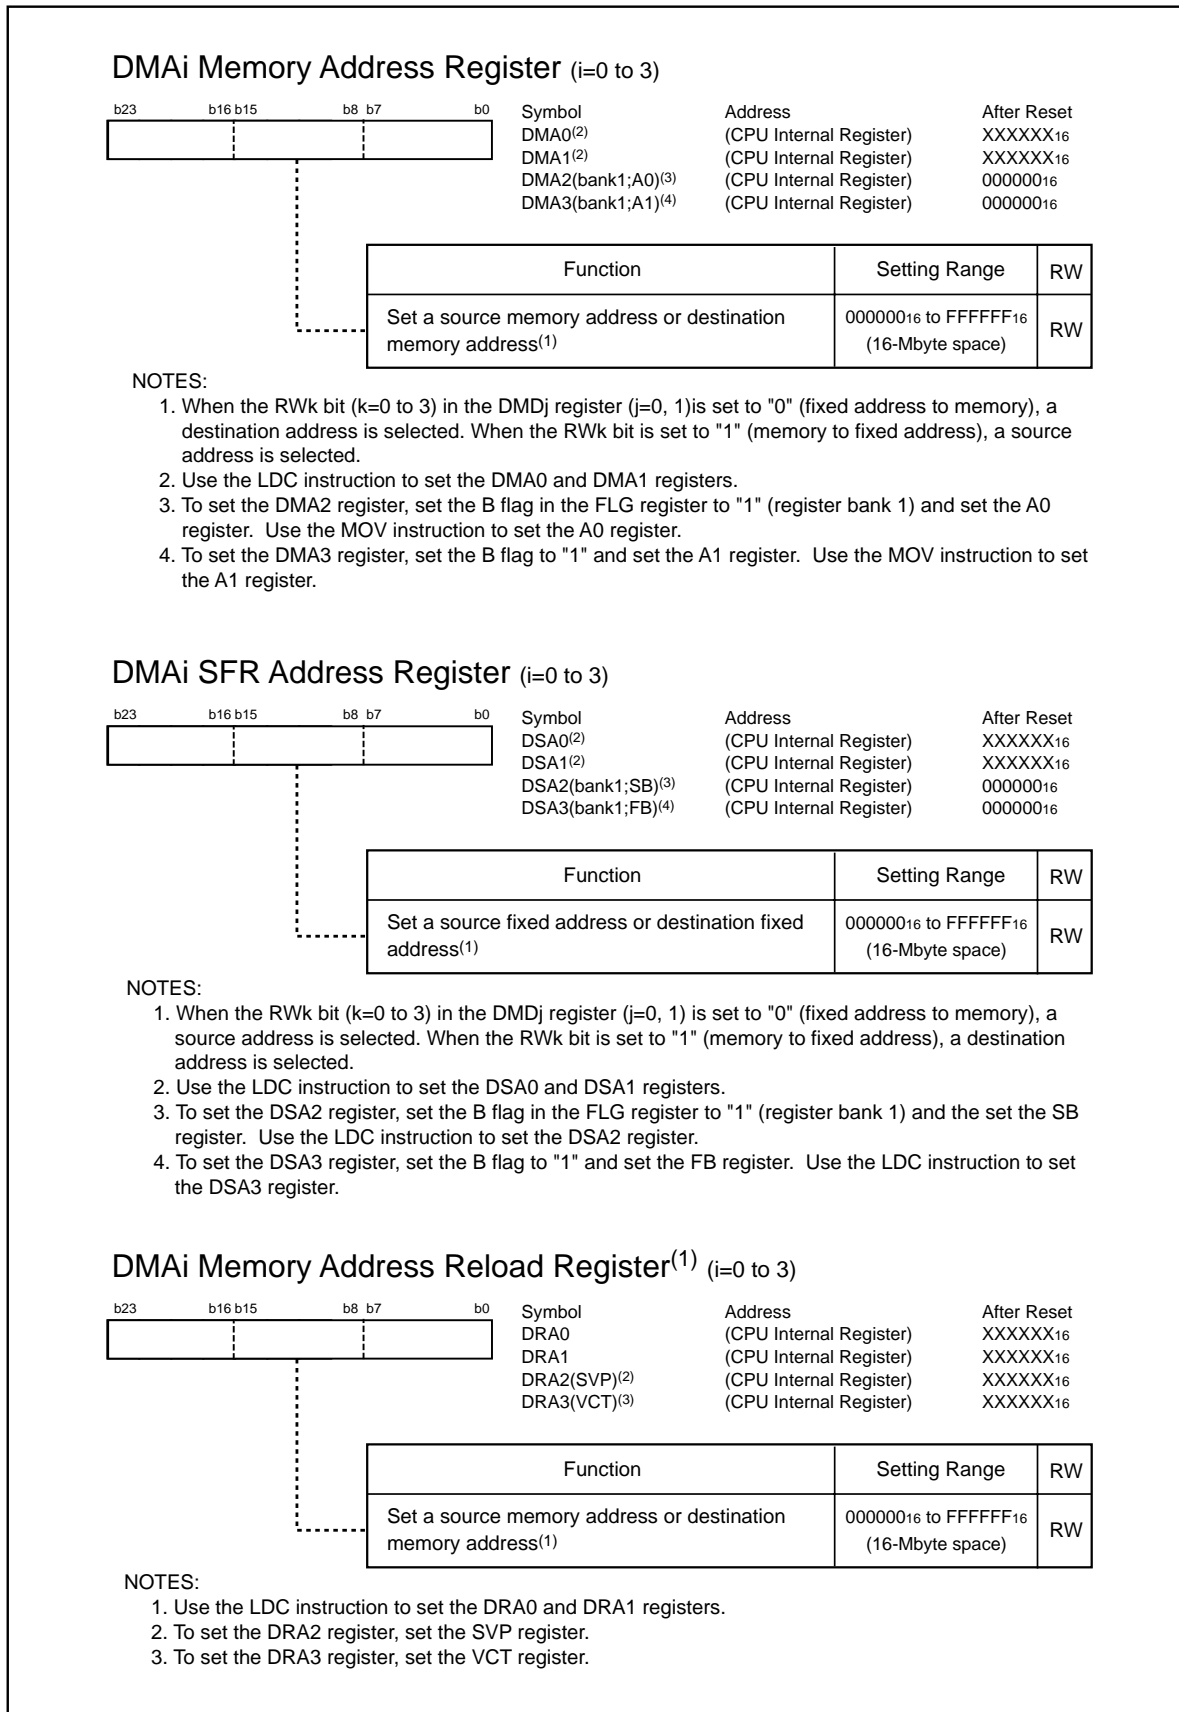 DMAi Memory Address Register (i=0 to 3)
b23 b16 b15 b8 b7 b0
Symbol Address After Reset
DMA0(2) (CPU Internal Register) XXXXXX16
DMA1(2) (CPU Internal Register) XXXXXX16
DMA2(bank1;A0)(3) (CPU Internal Register) 00000016
DMA3(bank1;A1)(4) (CPU Internal Register) 00000016
Function Setting Range RW
Set a source memory address or destination
memory address(1)
00000016 to FFFFFF16
(16-Mbyte space)
RW
NOTES:
1. When the RWk bit (k=0 to 3) in the DMDj register (j=0, 1)is set to "0" (fixed address to memory), a
destination address is selected. When the RWk bit is set to "1" (memory to fixed address), a source
address is selected.
2. Use the LDC instruction to set the DMA0 and DMA1 registers.
3. To set the DMA2 register, set the B flag in the FLG register to "1" (register bank 1) and set the A0
register. Use the MOV instruction to set the A0 register.
4. To set the DMA3 register, set the B flag to "1" and set the A1 register. Use the MOV instruction to set
the A1 register.
DMAi SFR Address Register (i=0 to 3)
b23 b16 b15 b8 b7 b0
Symbol Address After Reset
DSA0(2) (CPU Internal Register) XXXXXX16
DSA1(2) (CPU Internal Register) XXXXXX16
DSA2(bank1;SB)(3) (CPU Internal Register) 00000016
DSA3(bank1;FB)(4) (CPU Internal Register) 00000016
Function Setting Range RW
Set a source fixed address or destination fixed
address(1)
00000016 to FFFFFF16
(16-Mbyte space)
RW
NOTES:
1. When the RWk bit (k=0 to 3) in the DMDj register (j=0, 1) is set to "0" (fixed address to memory), a
source address is selected. When the RWk bit is set to "1" (memory to fixed address), a destination
address is selected.
2. Use the LDC instruction to set the DSA0 and DSA1 registers.
3. To set the DSA2 register, set the B flag in the FLG register to "1" (register bank 1) and the set the SB
register. Use the LDC instruction to set the DSA2 register.
4. To set the DSA3 register, set the B flag to "1" and set the FB register. Use the LDC instruction to set
the DSA3 register.
DMAi Memory Address Reload Register(1) (i=0 to 3)
b23 b16 b15 b8 b7 b0
Symbol Address After Reset
DRA0 (CPU Internal Register) XXXXXX16
DRA1 (CPU Internal Register) XXXXXX16
DRA2(SVP)(2) (CPU Internal Register) XXXXXX16
DRA3(VCT)(3) (CPU Internal Register) XXXXXX16
Function Setting Range RW
Set a source memory address or destination
memory address(1)
00000016 to FFFFFF16
(16-Mbyte space)
RW
NOTES:
1. Use the LDC instruction to set the DRA0 and DRA1 registers.
2. To set the DRA2 register, set the SVP register.
3. To set the DRA3 register, set the VCT register.